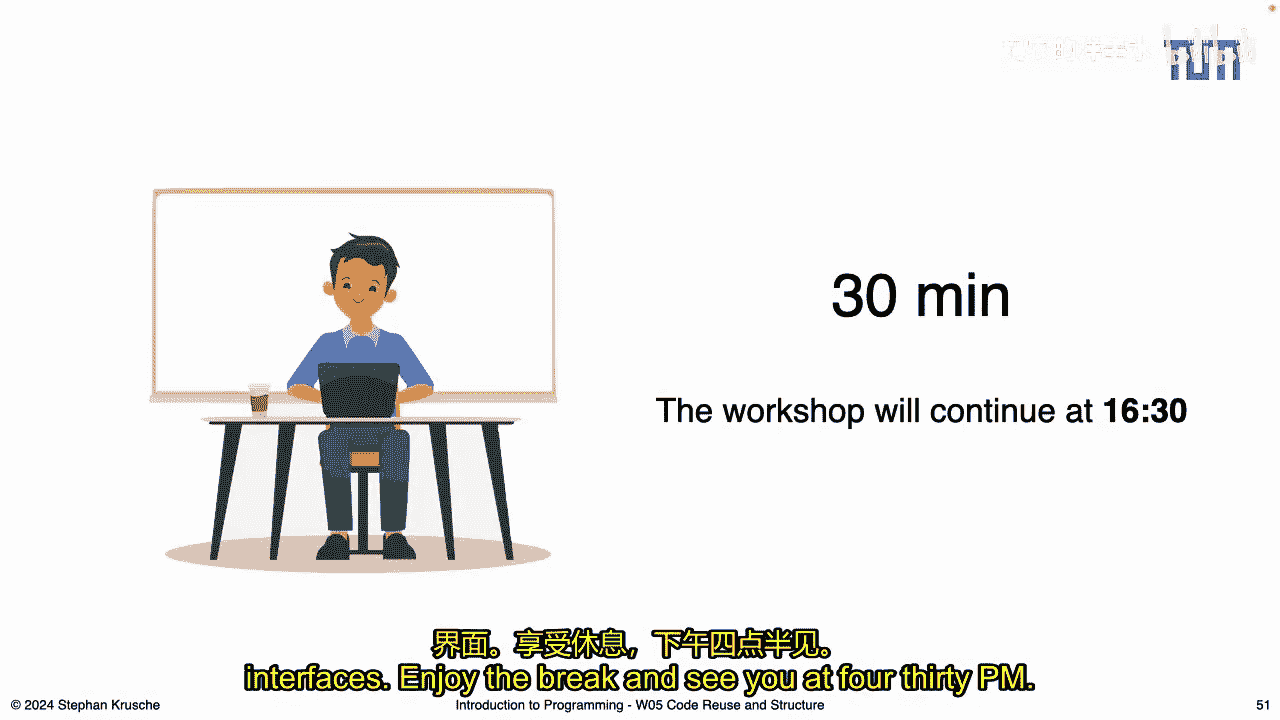 TUM
30 min
The workshop will continue at 16:30
界面。享受休息，下午四点半见。
interfaces. Enjoy the break and see you at four thirty PM.
© 2024 Stephan Krusche
Introduction to Programming - W05 Code Reuse and Structure
51